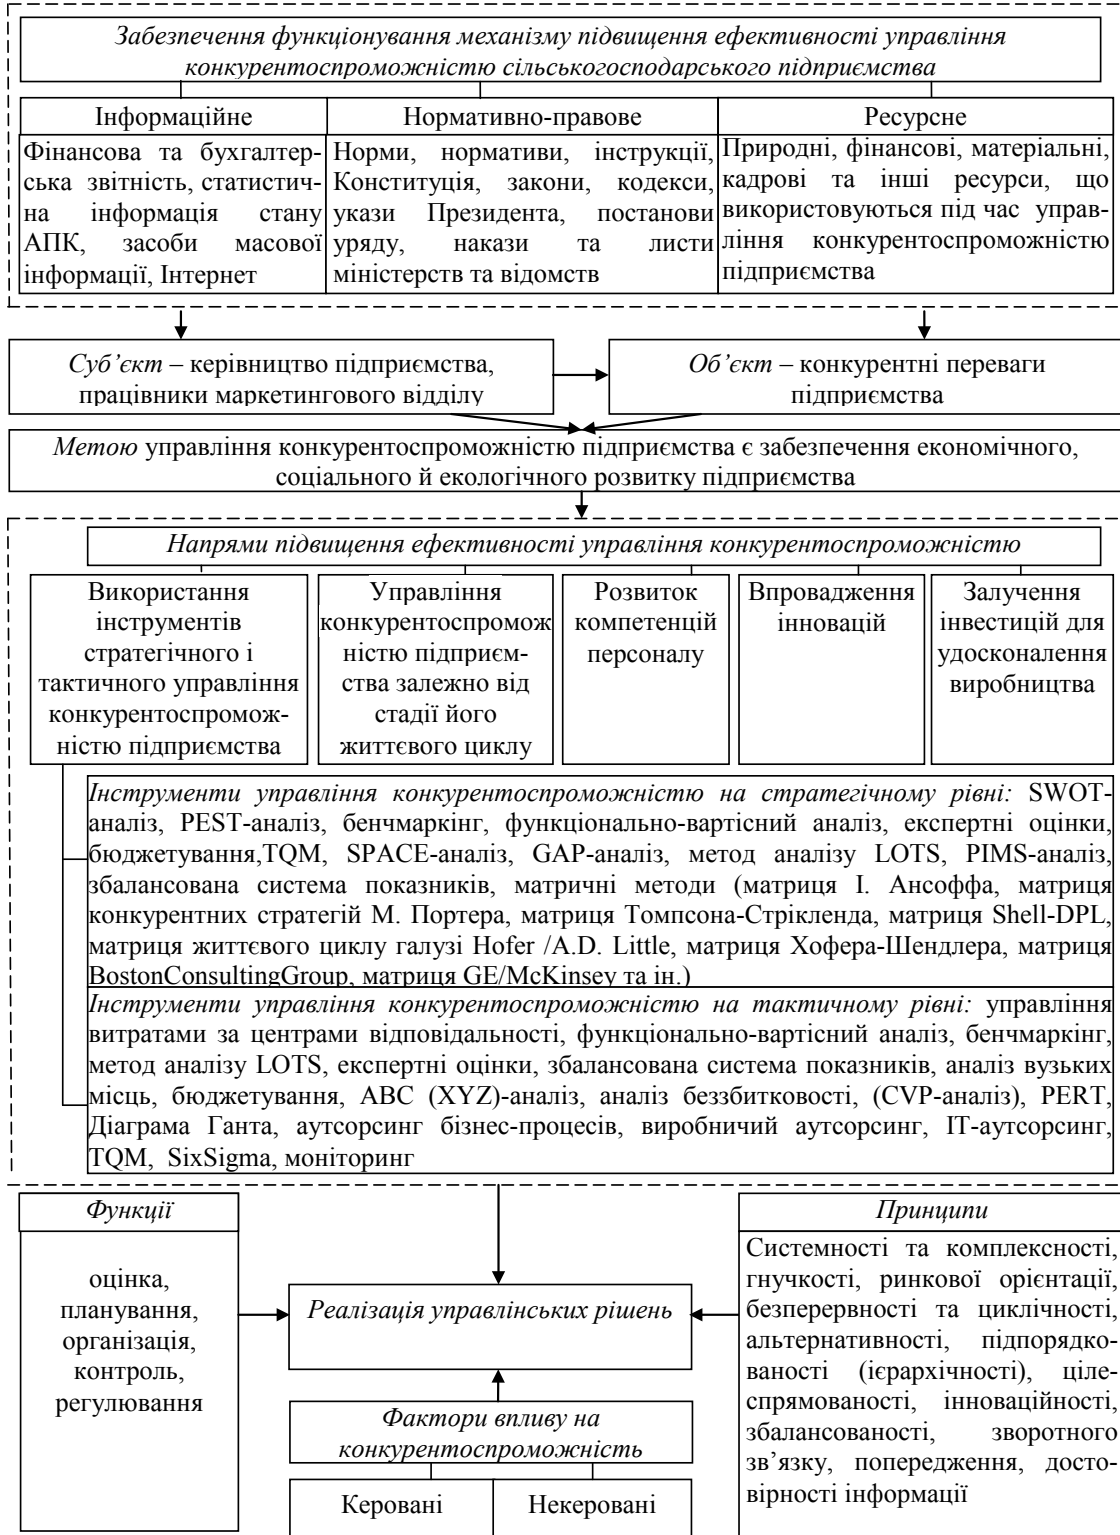 Забезпечення функціонування механізму підвищення ефективності управління
конкурентоспроможністю сільськогосподарського підприємства
Інформаційне
Фінансова та бухгалтер-
ська звітність, статистич-
на інформація стану
АПК, засоби масової
інформації, Інтернет
Нормативно-правове
Норми, нормативи, інструкції,
Конституція, закони, кодекси,
укази Президента, постанови
уряду, накази та листи
міністерств та відомств
Ресурсне
Природні, фінансові, матеріальні,
кадрові та інші ресурси, що
використовуються під час управ-
ління конкурентоспроможністю
підприємства
Суб’єкт – керівництво підприємства,
працівники маркетингового відділу
Об’єкт – конкурентні переваги
підприємства
Метою управління конкурентоспроможністю підприємства є забезпечення економічного,
соціального й екологічного розвитку підприємства
Напрями підвищення ефективності управління конкурентоспроможністю
Використання
інструментів
стратегічного і
тактичного управління
конкурентоспромож-
ністю підприємства
Управління
конкурентоспромож
ністю підприєм-
ства залежно від
стадії його
життєвого циклу
Розвиток
компетенцій
персоналу
Впровадження
інновацій
Залучення
інвестицій для
удосконалення
виробництва
Інструменти управління конкурентоспроможністю на стратегічному рівні: SWOT-
аналіз, PEST-аналіз, бенчмаркінг, функціонально-вартісний аналіз, експертні оцінки,
бюджетування,TQM, SPACE-аналіз, GAP-аналіз, метод аналізу LOTS, PIMS-аналіз,
збалансована система показників, матричні методи (матриця І. Ансоффа, матриця
конкурентних стратегій М. Портера, матриця Томпсона-Стрікленда, матриця Shell-DPL,
матриця життєвого циклу галузі Hofer /A.D. Little, матриця Хофера-Шендлера, матриця
BostonConsultingGroup, матриця GE/McKinsey та ін.)
Інструменти управління конкурентоспроможністю на тактичному рівні: управління
витратами за центрами відповідальності, функціонально-вартісний аналіз, бенчмаркінг,
метод аналізу LOTS, експертні оцінки, збалансована система показників, аналіз вузьких
місць, бюджетування, ABC (XYZ)-аналіз, аналіз беззбитковості, (CVP-аналіз), PERT,
Діаграма Ганта, аутсорсинг бізнес-процесів, виробничий аутсорсинг, ІТ-аутсорсинг,
TQM, SixSigma, моніторинг
Функції
оцінка,
планування,
організація,
контроль,
регулювання
Реалізація управлінських рішень
Фактори впливу на
конкурентоспроможність
Керовані
Некеровані
Принципи
Системності та комплексності,
гнучкості, ринкової орієнтації,
безперервності та циклічності,
альтернативності, підпорядко-
ваності (ієрархічності), ціле-
спрямованості, інноваційності,
збалансованості, зворотного
зв’язку, попередження, досто-
вірності інформації